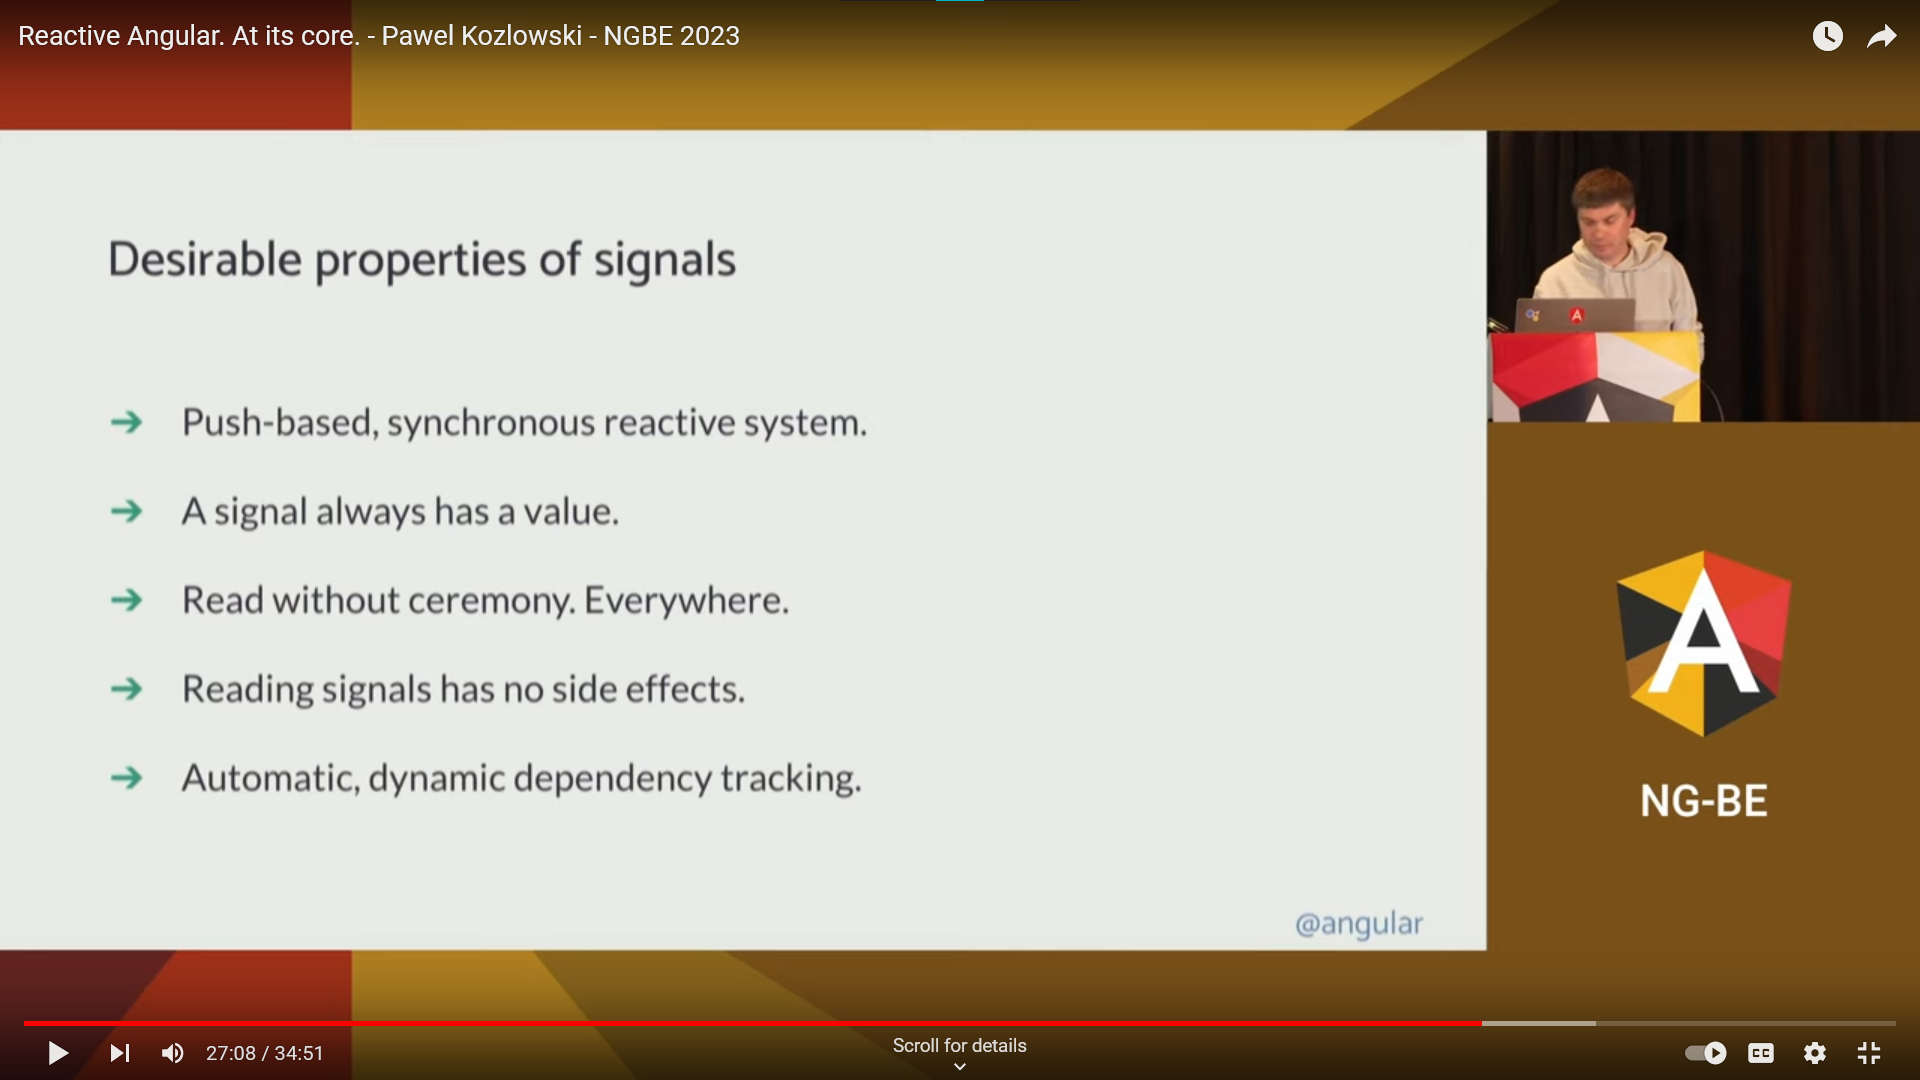 Reactive Angular. At its core. - Pawel Kozlowski - NGBE 2023
Desirable properties of signals
➔ Push-based, synchronous reactive system.
➔ A signal always has a value.
➔ Read without ceremony. Everywhere.
➔ Reading signals has no side effects.
➔ Automatic, dynamic dependency tracking.
@angular
A
A
A
NG-BE
27:08 / 34:51
Scroll for details
CC